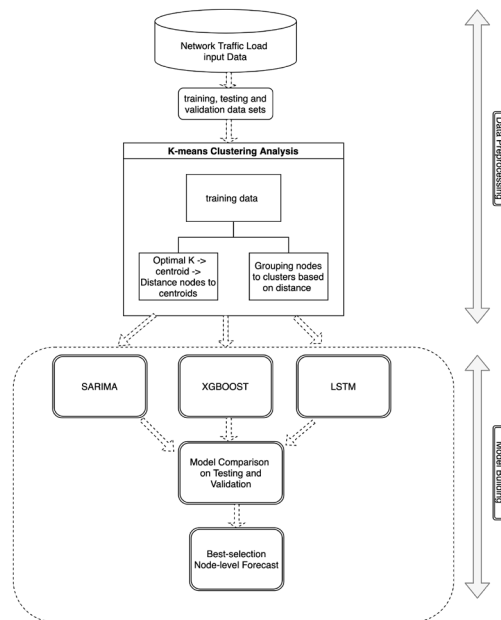 Network Traffic Load
input Data
training, testing and
validation data sets
K-means Clustering Analysis
training data
Optimal K ->
centroid ->
Distance nodes to
centroids
Grouping nodes
to clusters based
on distance
SARIMA
XGBOOST
LSTM
Model Comparison
on Testing and
Validation
Best-selection
Node-level Forecast
Data Preprocessing
Model Building